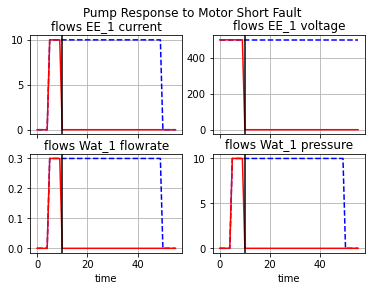 Pump Response to Motor Short Fault
flows EE_1 current
flows EE_1 voltage
10
5
0
400
200
0
flows Wat_1 flowrate
flows Wat_1 pressure
0.3
0.2
0.1
0.0
10
5
0
0 20 40
0 20 40
time
time